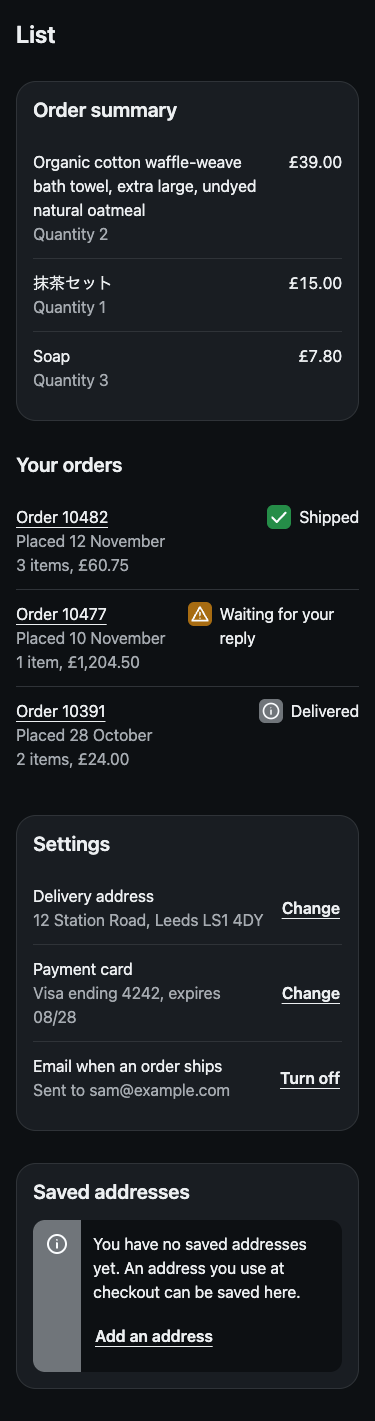 List
Order summary
Organic cotton waffle-weave
bath towel, extra large, undyed
natural oatmeal
£39.00
Quantity 2
抹茶セット
£15.00
Quantity 1
Soap
£7.80
Quantity 3
Your orders
Order 10482
Shipped
Placed 12 November
3 items, £60.75
Order 10477
Waiting for your
reply
Placed 10 November
1 item, £1,204.50
Order 10391
Delivered
Placed 28 October
2 items, £24.00
Settings
Delivery address
12 Station Road, Leeds LS1 4DY
Change
Payment card
Visa ending 4242, expires
08/28
Change
Email when an order ships
Sent to sam@example.com
Turn off
Saved addresses
You have no saved addresses
yet. An address you use at
checkout can be saved here.
Add an address